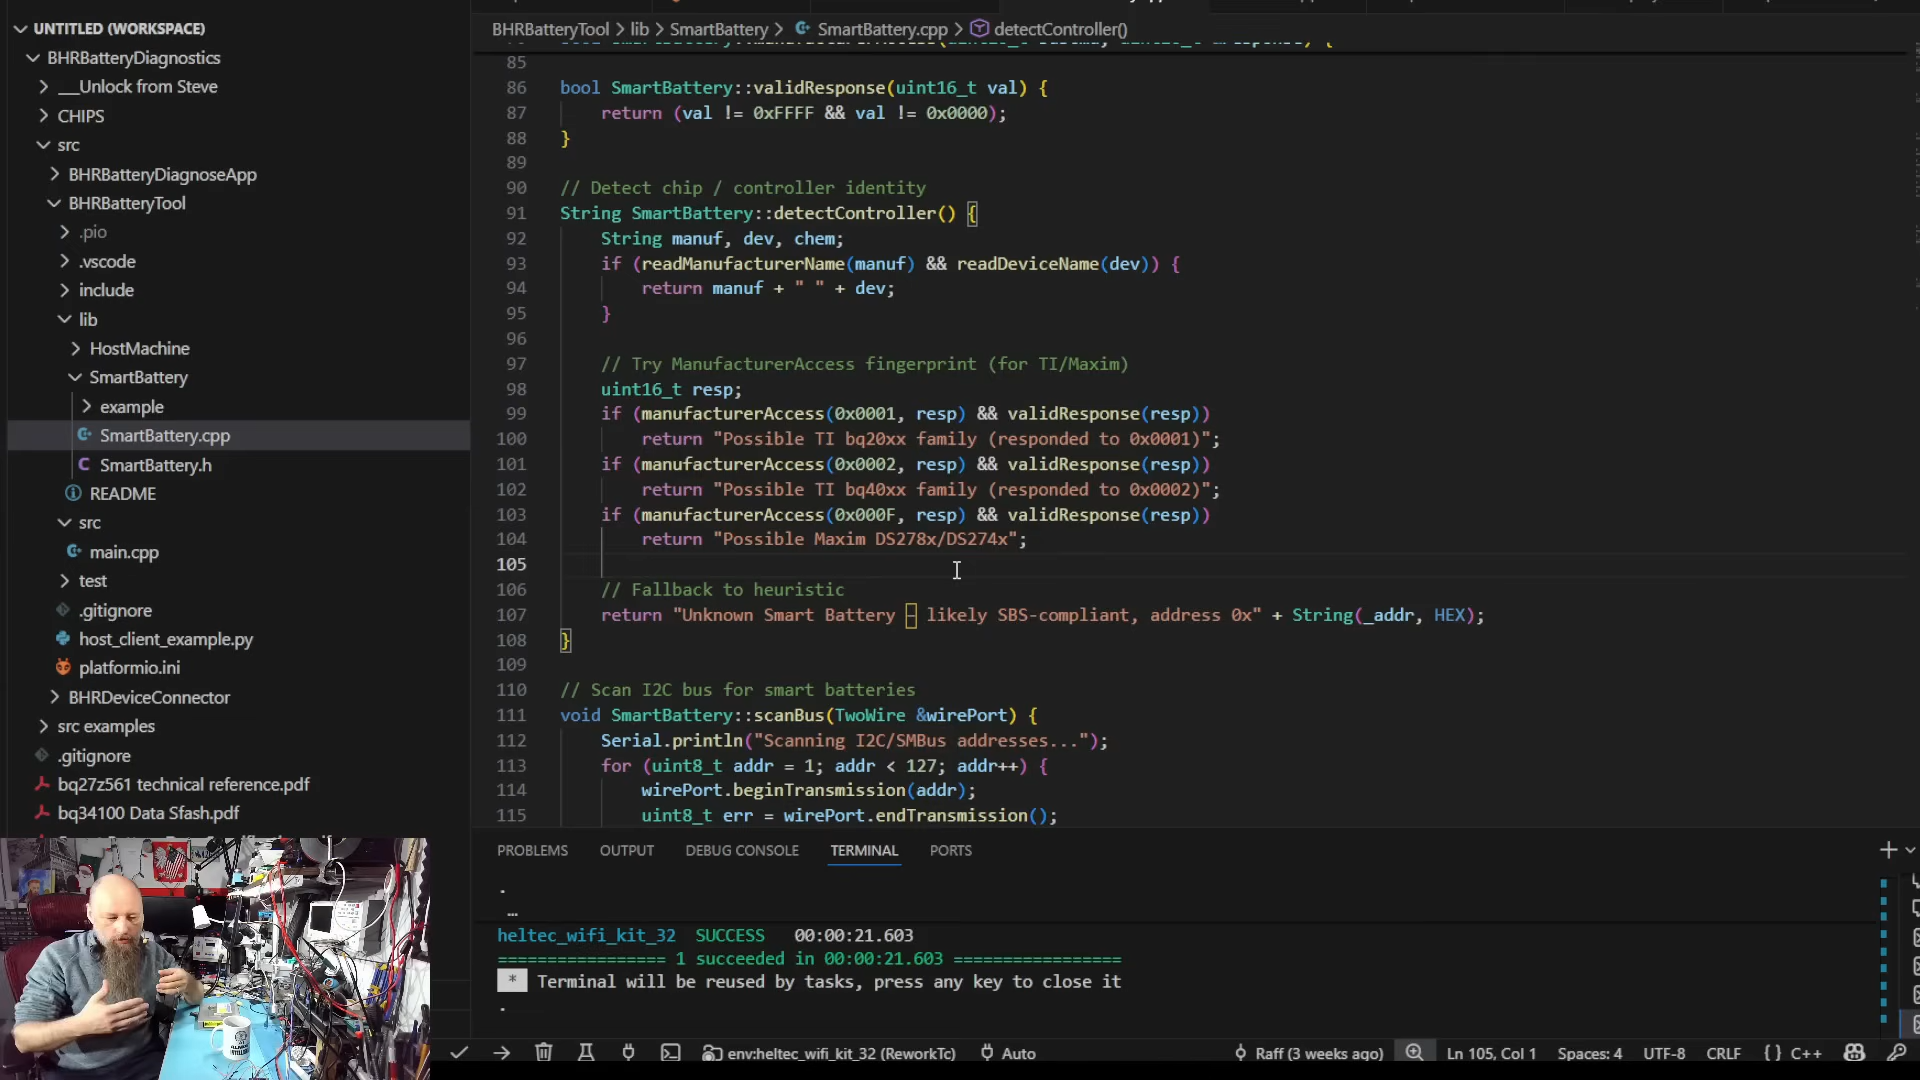 UNTITLED (WORKSPACE)
BHRBatteryDiagnostics
__Unlock from Steve
CHIPS
src
BHRBatteryDiagnoseApp
BHRBatteryTool
.pio
.vscode
include
lib
HostMachine
SmartBattery
example
SmartBattery.cpp
SmartBattery.h
README
src
main.cpp
test
.gitignore
host_client_example.py
platformio.ini
BHRDeviceConnector
src examples
.gitignore
bq27z561 technical reference.pdf
bq34100 Data Sfash.pdf
BHRBatteryTool > lib > SmartBattery > SmartBattery.cpp > detectController()
85
86 bool SmartBattery::validResponse(uint16_t val) {
87 return (val != 0xFFFF && val != 0x0000);
88 }
89
90 // Detect chip / controller identity
91 String SmartBattery::detectController() {
92 String manuf, dev, chem;
93 if (readManufacturerName(manuf) && readDeviceName(dev)) {
94 return manuf + " " + dev;
95 }
96
97 // Try ManufacturerAccess fingerprint (for TI/Maxim)
98 uint16_t resp;
99 if (manufacturerAccess(0x0001, resp) && validResponse(resp))
100 return "Possible TI bq20xx family (responded to 0x0001)";
101 if (manufacturerAccess(0x0002, resp) && validResponse(resp))
102 return "Possible TI bq40xx family (responded to 0x0002)";
103 if (manufacturerAccess(0x000F, resp) && validResponse(resp))
104 return "Possible Maxim DS278x/DS274x";
105
106 // Fallback to heuristic
107 return "Unknown Smart Battery – likely SBS-compliant, address 0x" + String(_addr, HEX);
108 }
109
110 // Scan I2C bus for smart batteries
111 void SmartBattery::scanBus(TwoWire &wirePort) {
112 Serial.println("Scanning I2C/SMBus addresses...");
113 for (uint8_t addr = 1; addr < 127; addr++) {
114 wirePort.beginTransmission(addr);
115 uint8_t err = wirePort.endTransmission();
PROBLEMS OUTPUT DEBUG CONSOLE TERMINAL PORTS
.
…
heltec_wifi_kit_32 SUCCESS 00:00:21.603
================= 1 succeeded in 00:00:21.603 =================
* Terminal will be reused by tasks, press any key to close it
.
env:heltec_wifi_kit_32 (ReworkTc) Auto Raff (3 weeks ago) Ln 105, Col 1 Spaces: 4 UTF-8 CRLF {} C++